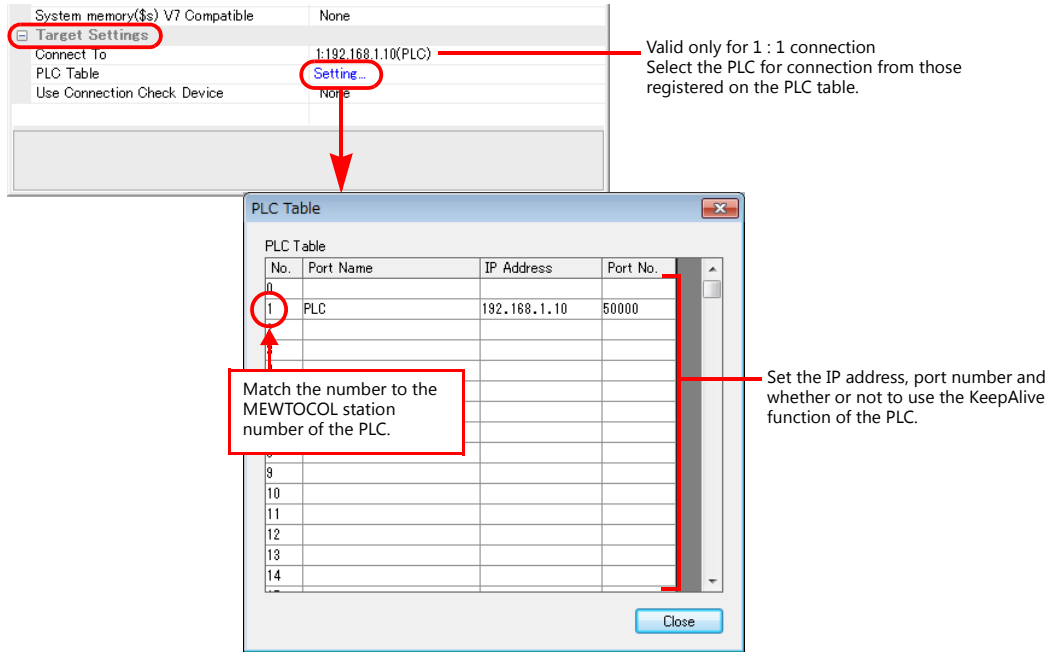 System memory($s) V7 Compatible None
Target Settings
Connect To 1:192.168.1.10(PLC)
PLC Table Setting...
Use Connection Check Device None
Valid only for 1 : 1 connection
Select the PLC for connection from those
registered on the PLC table.
PLC Table
PLC Table
No. Port Name IP Address Port No.
0
1 PLC 192.168.1.10 50000
Match the number to the
MEWTOCOL station
number of the PLC.
9
10
11
12
13
14
Set the IP address, port number and
whether or not to use the KeepAlive
function of the PLC.
Close